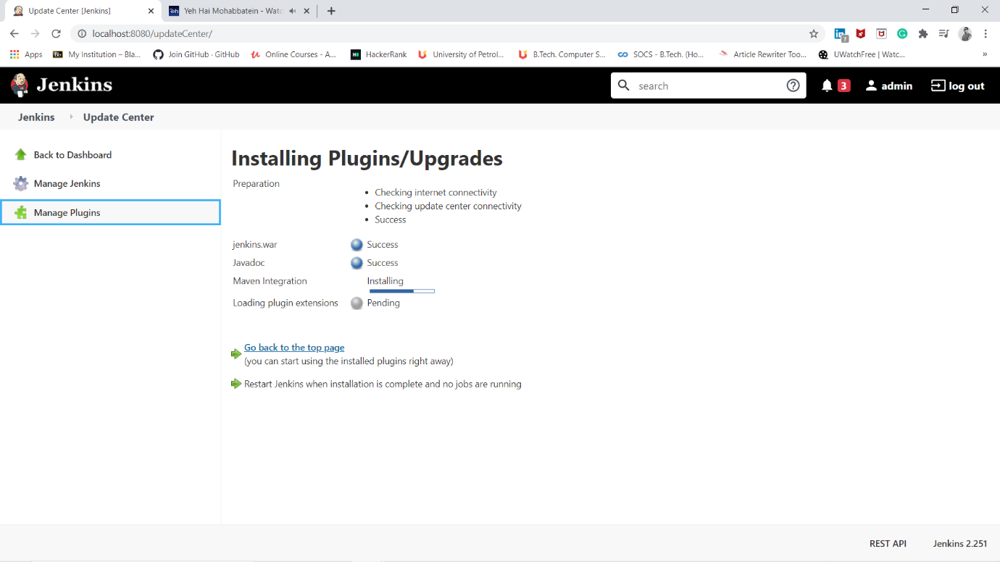 Update Center [Jenkins]
Yeh Hai Mohabbatein - Watc
localhost:8080/updateCenter/
Apps
Bb
My Institution – Bla...
Join GitHub · GitHub
Online Courses - A...
HackerRank
University of Petrol...
B.Tech. Computer S...
SOCS - B.Tech. (Ho...
Article Rewriter Too...
UWatchFree | Watc...
»
Jenkins
search
3
admin
log out
Jenkins
Update Center
Back to Dashboard
Manage Jenkins
Manage Plugins
Installing Plugins/Upgrades
Preparation
• Checking internet connectivity
• Checking update center connectivity
• Success
jenkins.war Success
Javadoc Success
Maven Integration Installing
Loading plugin extensions Pending
Go back to the top page
(you can start using the installed plugins right away)
Restart Jenkins when installation is complete and no jobs are running
REST API Jenkins 2.251